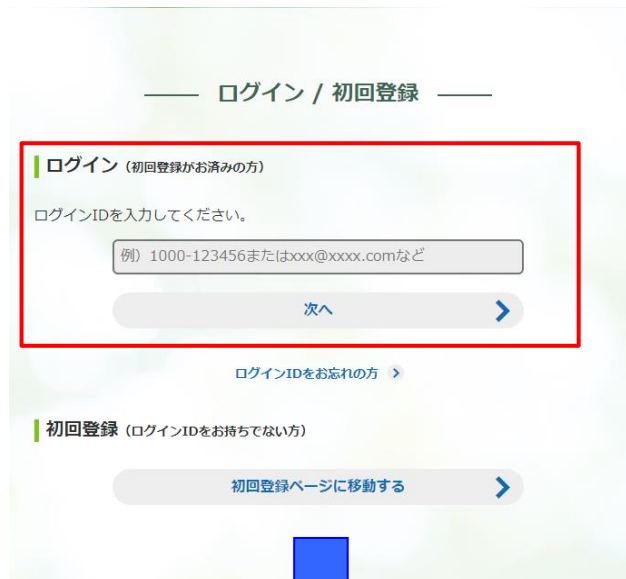 ログイン / 初回登録
ログイン（初回登録がお済みの方）
ログインIDを入力してください。
例）1000-123456またはxxx@xxxx.comなど
次へ
ログインIDをお忘れの方
初回登録（ログインIDをお持ちでない方）
初回登録ページに移動する